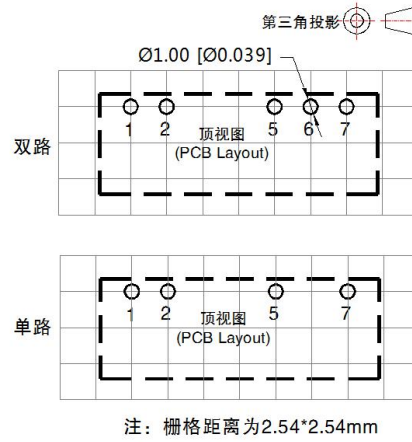 第三角投影
Ø1.00 [Ø0.039]
双路
1 2 5 6 7
顶视图
(PCB Layout)
单路
1 2 5 7
顶视图
(PCB Layout)
注：栅格距离为2.54*2.54mm